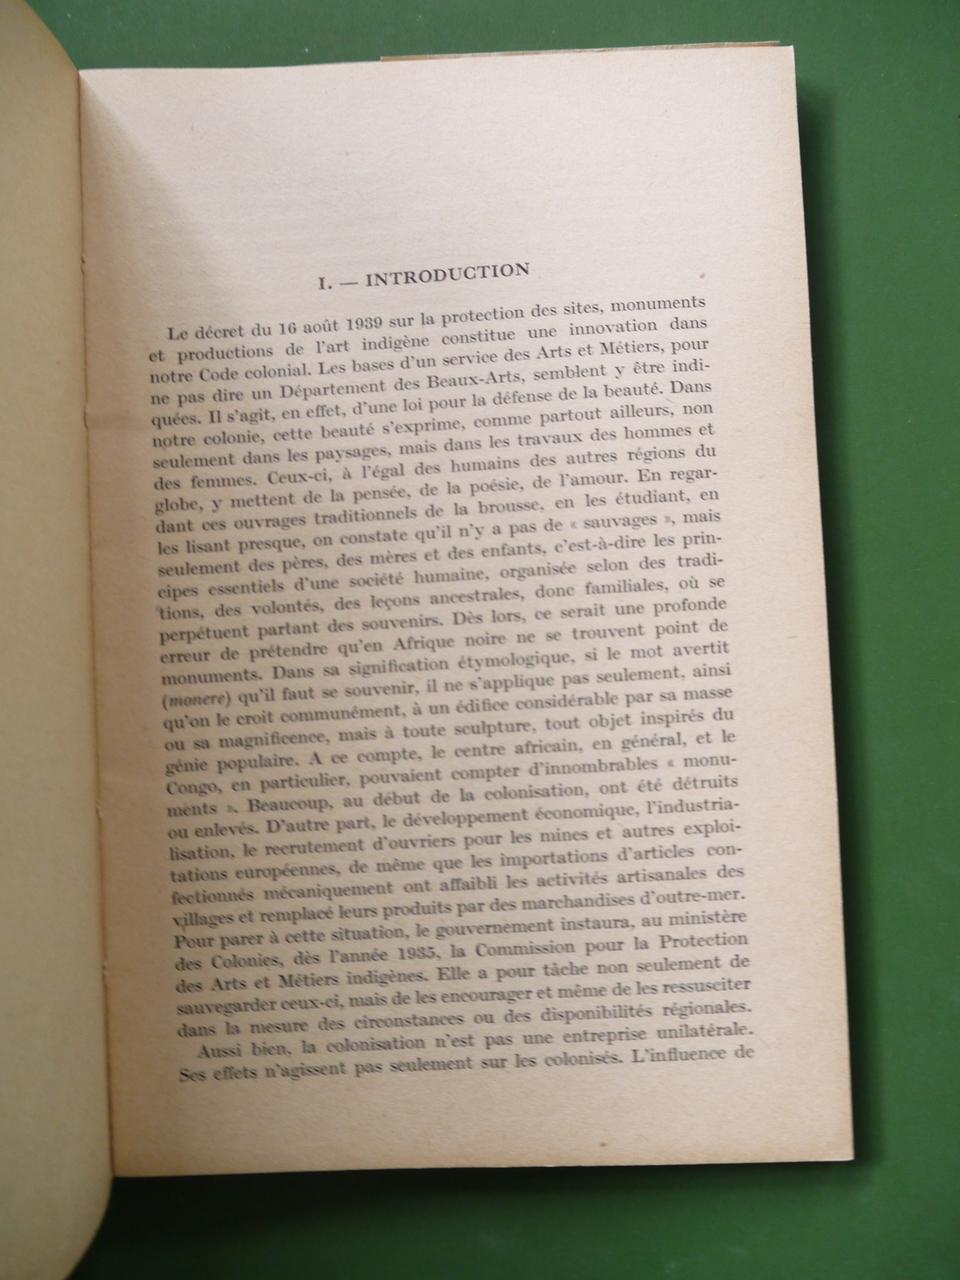 I. — INTRODUCTION
Le décret du 16 août 1939 sur la protection des sites, monuments
et productions de l'art indigène constitue une innovation dans
notre Code colonial. Les bases d'un service des Arts et Métiers, pour
ne pas dire un Département des Beaux-Arts, semblent y être indi-
quées. Il s'agit, en effet, d'une loi pour la défense de la beauté. Dans
notre colonie, cette beauté s'exprime, comme partout ailleurs, non
seulement dans les paysages, mais dans les travaux des hommes et
des femmes. Ceux-ci, à l'égal des humains des autres régions du
globe, y mettent de la pensée, de la poésie, de l'amour. En regar-
dant ces ouvrages traditionnels de la brousse, en les étudiant, en
les lisant presque, on constate qu'il n'y a pas de « sauvages », mais
seulement des pères, des mères et des enfants, c'est-à-dire les prin-
cipes essentiels d'une société humaine, organisée selon des tradi-
tions, des volontés, des leçons ancestrales, donc familiales, où se
perpétuent partant des souvenirs. Dès lors, ce serait une profonde
erreur de prétendre qu'en Afrique noire ne se trouvent point de
monuments. Dans sa signification étymologique, si le mot avertit
(monere) qu'il faut se souvenir, il ne s'applique pas seulement, ainsi
qu'on le croit communément, à un édifice considérable par sa masse
ou sa magnificence, mais à toute sculpture, tout objet inspirés du
génie populaire. A ce compte, le centre africain, en général, et le
Congo, en particulier, pouvaient compter d'innombrables « monu-
ments ». Beaucoup, au début de la colonisation, ont été détruits
ou enlevés. D'autre part, le développement économique, l'industria-
lisation, le recrutement d'ouvriers pour les mines et autres exploi-
tations européennes, de même que les importations d'articles con-
fectionnés mécaniquement ont affaibli les activités artisanales des
villages et remplacé leurs produits par des marchandises d'outre-mer.
Pour parer à cette situation, le gouvernement instaura, au ministère
des Colonies, dès l'année 1935, la Commission pour la Protection
des Arts et Métiers indigènes. Elle a pour tâche non seulement de
sauvegarder ceux-ci, mais de les encourager et même de les ressusciter
dans la mesure des circonstances ou des disponibilités régionales.
Aussi bien, la colonisation n'est pas une entreprise unilatérale.
Ses effets n'agissent pas seulement sur les colonisés. L'influence de